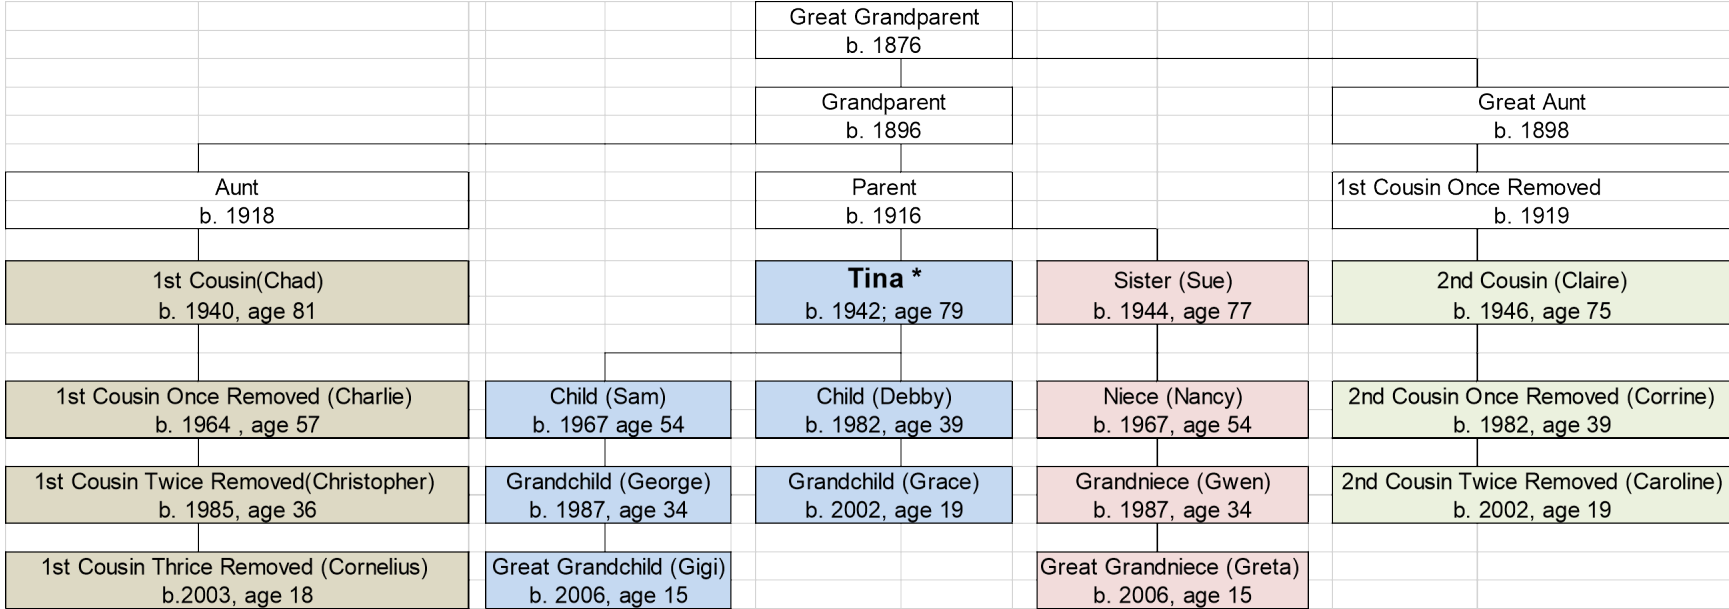 Great Grandparent
b. 1876
Grandparent
b. 1896
Great Aunt
b. 1898
Aunt
b. 1918
Parent
b. 1916
1st Cousin Once Removed
b. 1919
1st Cousin(Chad)
b. 1940, age 81
Tina *
b. 1942; age 79
Sister (Sue)
b. 1944, age 77
2nd Cousin (Claire)
b. 1946, age 75
1st Cousin Once Removed (Charlie)
b. 1964 , age 57
Child (Sam)
b. 1967 age 54
Child (Debby)
b. 1982, age 39
Niece (Nancy)
b. 1967, age 54
2nd Cousin Once Removed (Corrine)
b. 1982, age 39
1st Cousin Twice Removed(Christopher)
b. 1985, age 36
Grandchild (George)
b. 1987, age 34
Grandchild (Grace)
b. 2002, age 19
Grandniece (Gwen)
b. 1987, age 34
2nd Cousin Twice Removed (Caroline)
b. 2002, age 19
1st Cousin Thrice Removed (Cornelius)
b.2003, age 18
Great Grandchild (Gigi)
b. 2006, age 15
Great Grandniece (Greta)
b. 2006, age 15